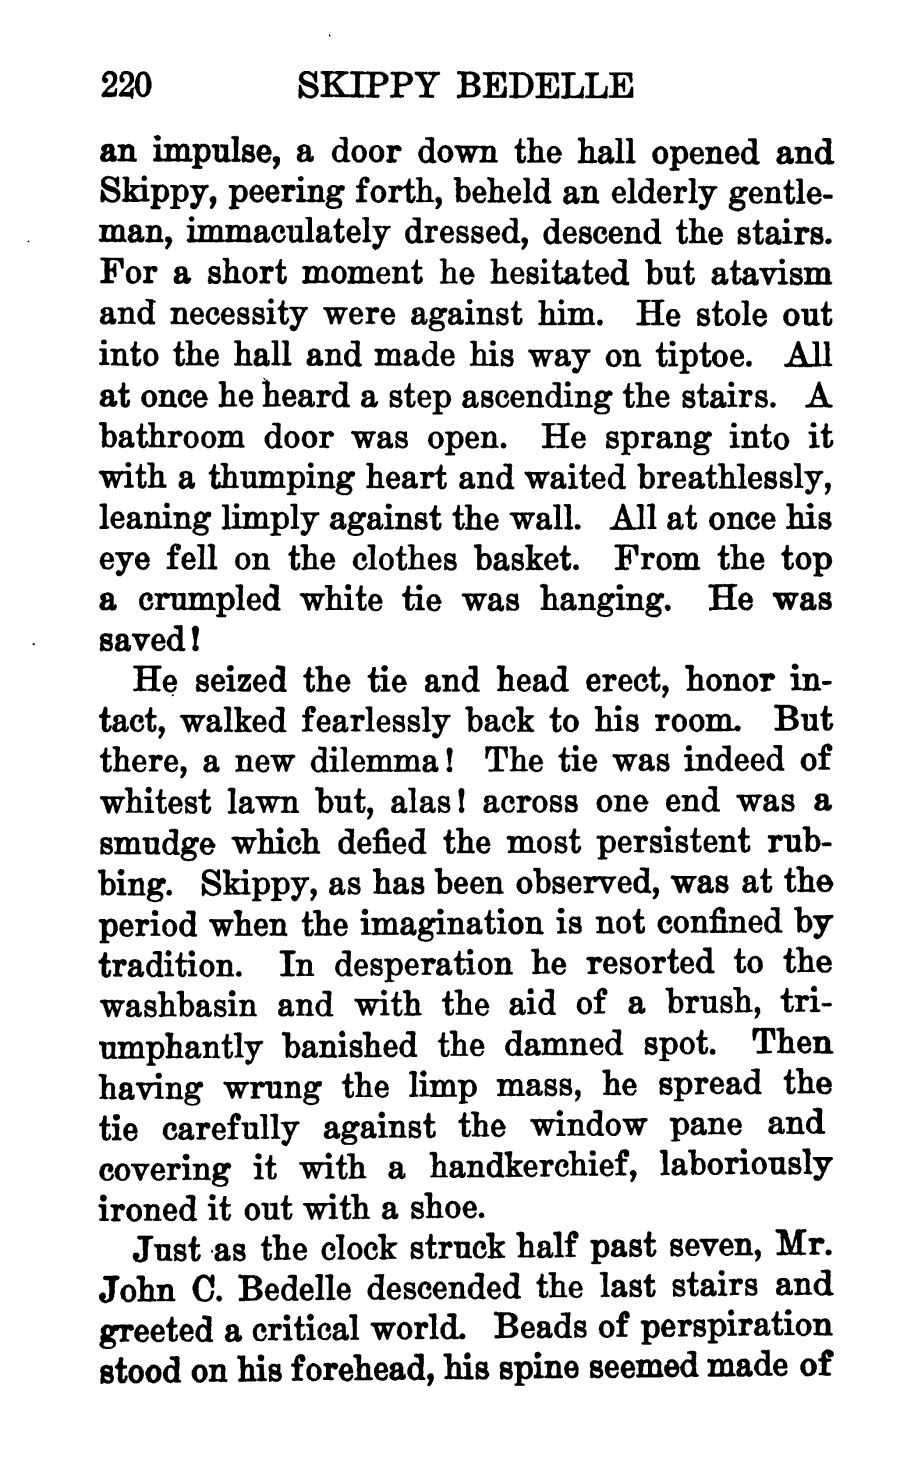 220 SKIPPY BEDELLE
an impulse, a door down the hall opened and
Skippy, peering forth, beheld an elderly gentle-
man, immaculately dressed, descend the stairs.
For a short moment he hesitated but atavism
and necessity were against him. He stole out
into the hall and made his way on tiptoe. All
at once he heard a step ascending the stairs. A
bathroom door was open. He sprang into it
with a thumping heart and waited breathlessly,
leaning limply against the wall. All at once his
eye fell on the clothes basket. From the top
a crumpled white tie was hanging. He was
saved!
He seized the tie and head erect, honor in-
tact, walked fearlessly back to his room. But
there, a new dilemma! The tie was indeed of
whitest lawn but, alas! across one end was a
smudge which defied the most persistent rub-
bing. Skippy, as has been observed, was at the
period when the imagination is not confined by
tradition. In desperation he resorted to the
washbasin and with the aid of a brush, tri-
umphantly banished the damned spot. Then
having wrung the limp mass, he spread the
tie carefully against the window pane and
covering it with a handkerchief, laboriously
ironed it out with a shoe.
Just as the clock struck half past seven, Mr.
John C. Bedelle descended the last stairs and
greeted a critical world. Beads of perspiration
stood on his forehead, his spine seemed made of